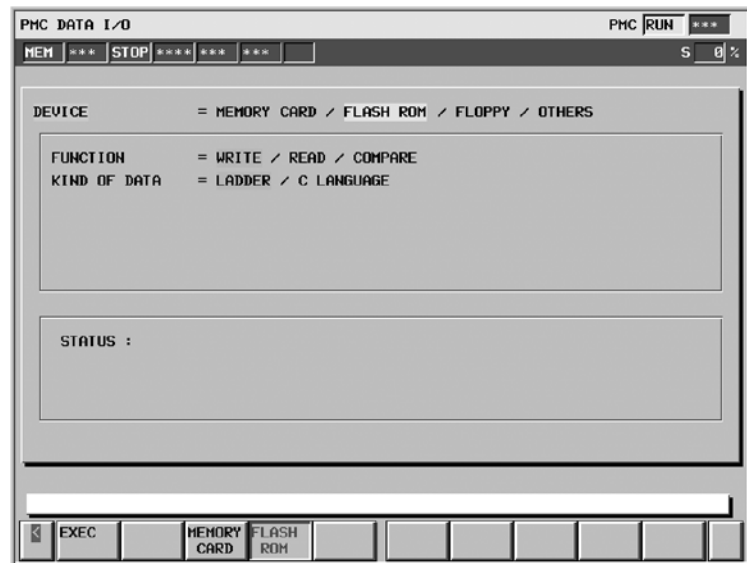 PMC DATA I/O PMC RUN ***
MEM *** STOP **** *** *** S 0 %
DEVICE = MEMORY CARD / FLASH ROM / FLOPPY / OTHERS
FUNCTION = WRITE / READ / COMPARE
KIND OF DATA = LADDER / C LANGUAGE
STATUS :
< EXEC MEMORY CARD FLASH ROM